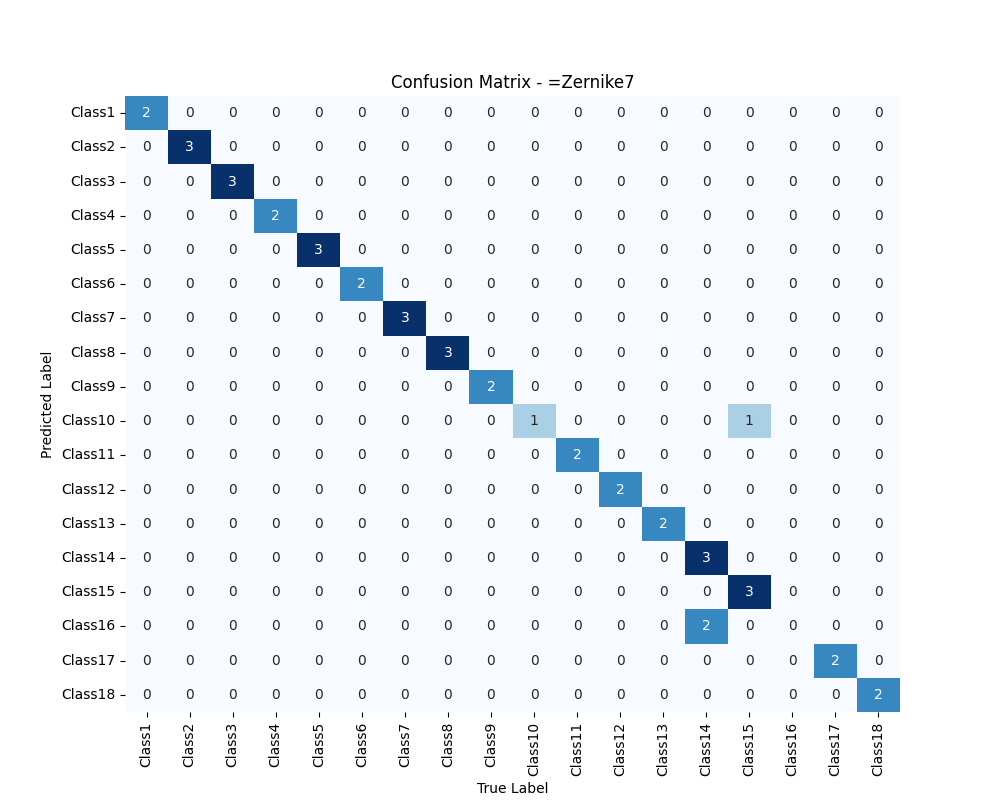 Confusion Matrix - =Zernike7
Predicted Label
Class1 2 0 0 0 0 0 0 0 0 0 0 0 0 0 0 0 0 0
Class2 0 3 0 0 0 0 0 0 0 0 0 0 0 0 0 0 0 0
Class3 0 0 3 0 0 0 0 0 0 0 0 0 0 0 0 0 0 0
Class4 0 0 0 2 0 0 0 0 0 0 0 0 0 0 0 0 0 0
Class5 0 0 0 0 3 0 0 0 0 0 0 0 0 0 0 0 0 0
Class6 0 0 0 0 0 2 0 0 0 0 0 0 0 0 0 0 0 0
Class7 0 0 0 0 0 0 3 0 0 0 0 0 0 0 0 0 0 0
Class8 0 0 0 0 0 0 0 3 0 0 0 0 0 0 0 0 0 0
Class9 0 0 0 0 0 0 0 0 2 0 0 0 0 0 0 0 0 0
Class10 0 0 0 0 0 0 0 0 0 1 0 0 0 0 1 0 0 0
Class11 0 0 0 0 0 0 0 0 0 0 2 0 0 0 0 0 0 0
Class12 0 0 0 0 0 0 0 0 0 0 0 2 0 0 0 0 0 0
Class13 0 0 0 0 0 0 0 0 0 0 0 0 2 0 0 0 0 0
Class14 0 0 0 0 0 0 0 0 0 0 0 0 0 3 0 0 0 0
Class15 0 0 0 0 0 0 0 0 0 0 0 0 0 0 3 0 0 0
Class16 0 0 0 0 0 0 0 0 0 0 0 0 0 2 0 0 0 0
Class17 0 0 0 0 0 0 0 0 0 0 0 0 0 0 0 0 2 0
Class18 0 0 0 0 0 0 0 0 0 0 0 0 0 0 0 0 0 2
Class1 Class2 Class3 Class4 Class5 Class6 Class7 Class8 Class9 Class10 Class11 Class12 Class13 Class14 Class15 Class16 Class17 Class18
True Label